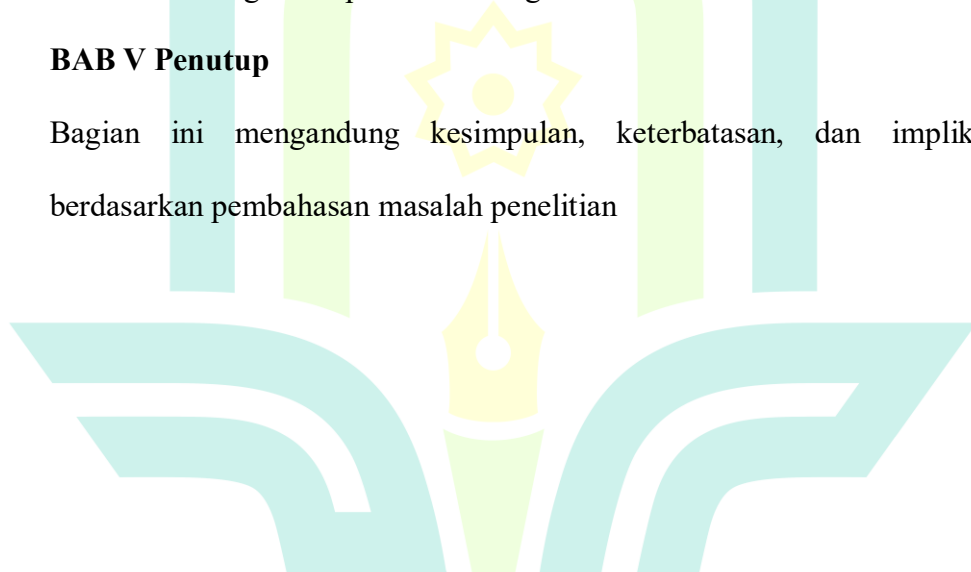 BAB V Penutup
Bagian ini mengandung kesimpulan, keterbatasan, dan implik
berdasarkan pembahasan masalah penelitian